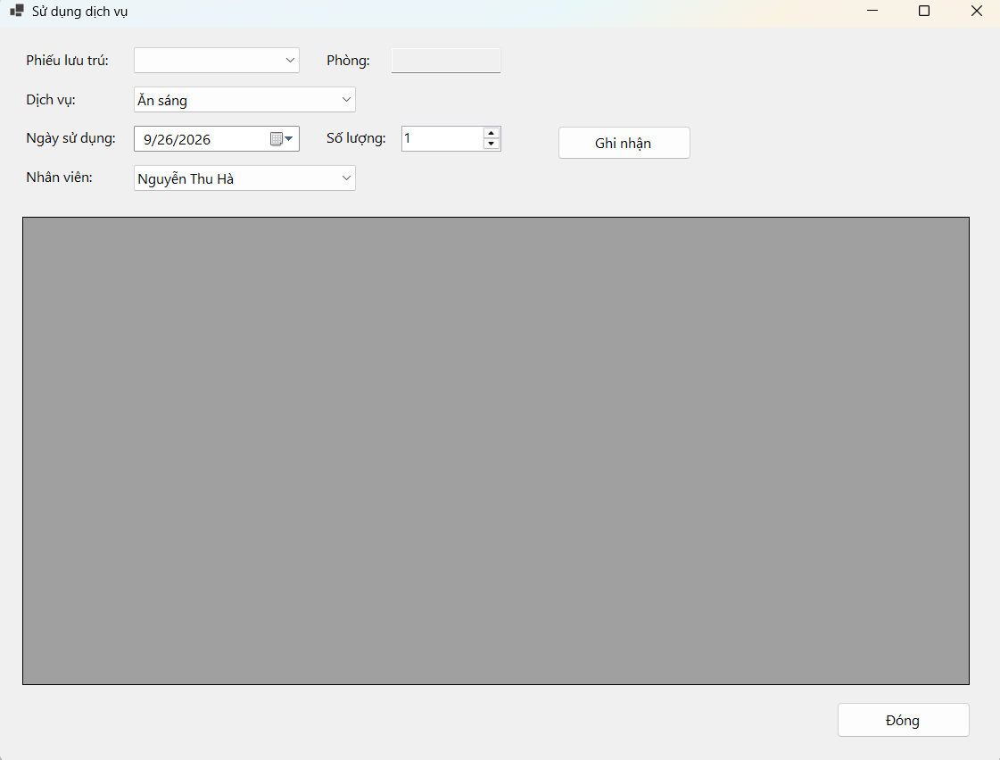 Sử dụng dịch vụ
Phiếu lưu trú: Phòng:
Dịch vụ: Ăn sáng
Ngày sử dụng: 9/26/2026 Số lượng: 1 Ghi nhận
Nhân viên: Nguyễn Thu Hà
Đóng